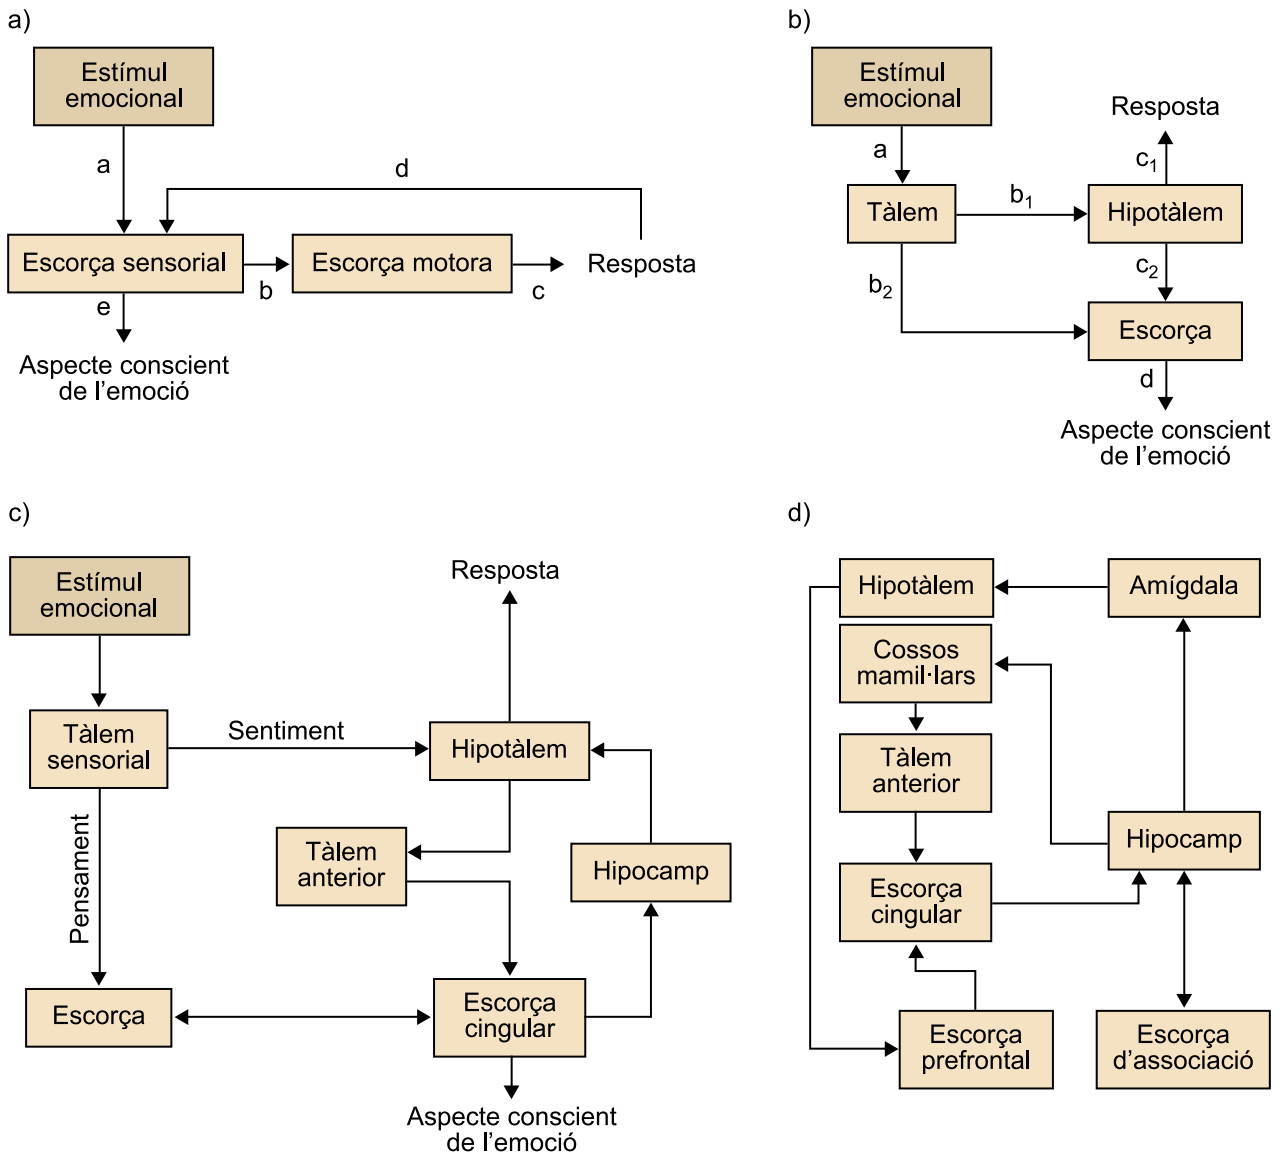 a)
Estímul
emocional
a
d
Escorça sensorial
b
Escorça motora
c
Resposta
e
Aspecte conscient
de l'emoció
b)
Estímul
emocional
Resposta
a
c₁
Tàlem
b₁
Hipotàlem
b₂
c₂
Escorça
d
Aspecte conscient
de l'emoció
c)
Estímul
emocional
Resposta
Tàlem
sensorial
Sentiment
Hipotàlem
Pensament
Tàlem
anterior
Hipocamp
Escorça
Escorça
cingular
Aspecte conscient
de l'emoció
d)
Hipotàlem
Amígdala
Cossos
mamil·lars
Tàlem
anterior
Hipocamp
Escorça
cingular
Escorça
prefrontal
Escorça
d'associació